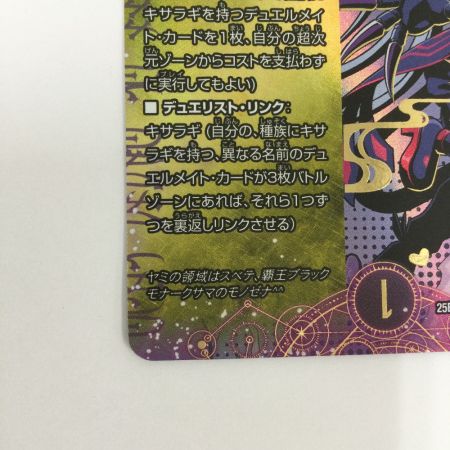 キサラギを持つデュエルメイ
ト・カードを1枚、自分の超次
元ゾーンからコストを支払わず
に実行してもよい)
■ デュエリスト・リンク:
キサラギ (自分の、種族にキサ
ラギを持つ、異なる名前のデュ
エルメイト・カードが3枚バトル
ゾーンにあれば、それら1つず
つを裏返しリンクさせる)
ヤミの領域はスベテ、覇王ブラック
モナークサマのモノゼナ^^
1